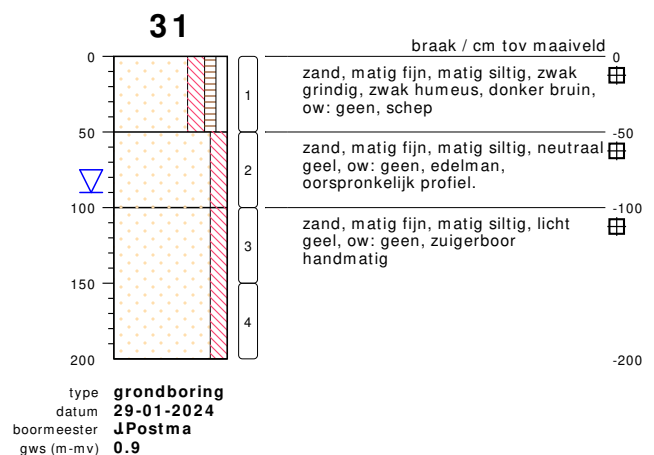 31
braak / cm tov maaiveld
0
0
zand, matig fijn, matig siltig, zwak
grindig, zwak humeus, donker bruin,
ow: geen, schep
1
50
-50
zand, matig fijn, matig siltig, neutraal
geel, ow: geen, edelman,
oorspronkelijk profiel.
2
100
-100
zand, matig fijn, matig siltig, licht
geel, ow: geen, zuigerboor
handmatig
3
150
4
200
-200
type grondboring
datum 29-01-2024
boormeester J.Postma
gws (m-mv) 0.9